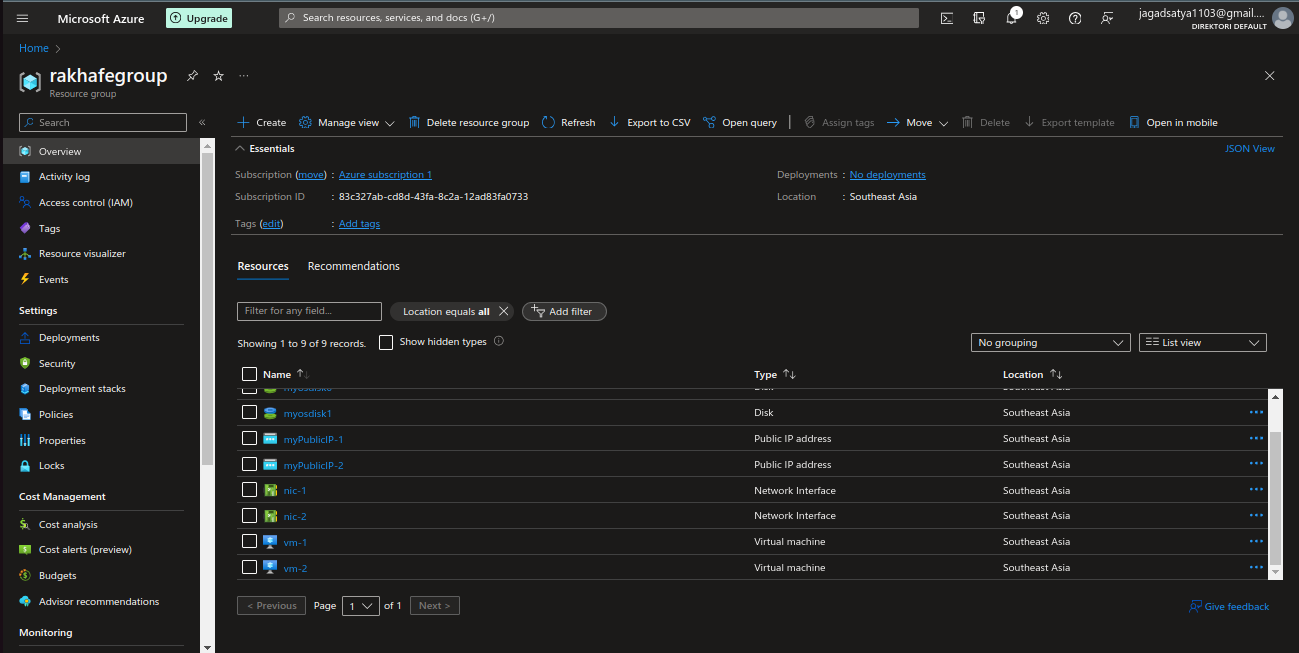 Microsoft Azure
Upgrade
Search resources, services, and docs (G+/)
1
jagadsatya1103@gmail....
DIREKTORI DEFAULT
Home >
rakhafegroup
...
Resource group
Search
«
Create
Manage view
Delete resource group
Refresh
Export to CSV
Open query
Assign tags
Move
Delete
Export template
Open in mobile
Overview
Activity log
Access control (IAM)
Tags
Resource visualizer
Events
Settings
Deployments
Security
Deployment stacks
Policies
Properties
Locks
Cost Management
Cost analysis
Cost alerts (preview)
Budgets
Advisor recommendations
Monitoring
Essentials
JSON View
Subscription (move) : Azure subscription 1
Deployments : No deployments
Subscription ID : 83c327ab-cd8d-43fa-8c2a-12ad83fa0733
Location : Southeast Asia
Tags (edit) : Add tags
Resources
Recommendations
Filter for any field...
Location equals all
Add filter
Showing 1 to 9 of 9 records.
Show hidden types
No grouping
List view
Name
Type
Location
myosdisk1 Disk Southeast Asia
myPublicIP-1 Public IP address Southeast Asia
myPublicIP-2 Public IP address Southeast Asia
nic-1 Network Interface Southeast Asia
nic-2 Network Interface Southeast Asia
vm-1 Virtual machine Southeast Asia
vm-2 Virtual machine Southeast Asia
< Previous
Page 1 of 1
Next >
Give feedback